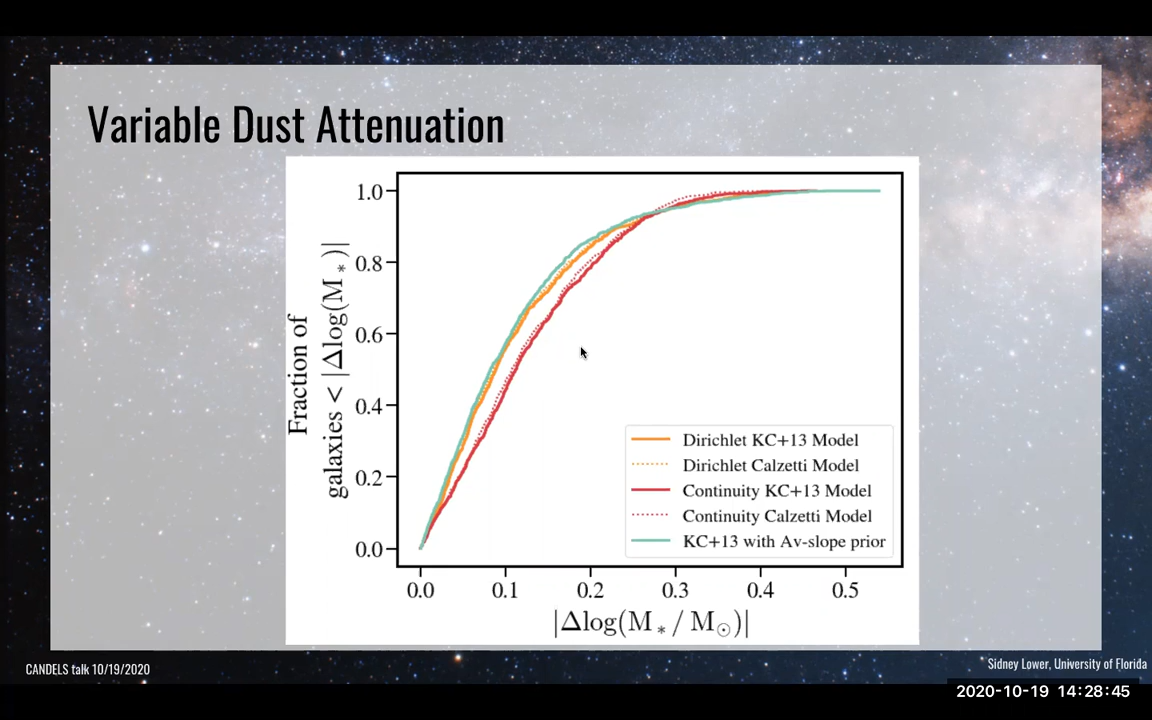 Variable Dust Attenuation
Fraction of
galaxies < |Δlog(M∗)|
1.0
0.8
0.6
0.4
0.2
0.0
Dirichlet KC+13 Model
Dirichlet Calzetti Model
Continuity KC+13 Model
Continuity Calzetti Model
KC+13 with Av-slope prior
0.0 0.1 0.2 0.3 0.4 0.5
|Δlog(M∗/ M⊙)|
CANDELS talk 10/19/2020
Sidney Lower, University of Florida
2020-10-19 14:28:45